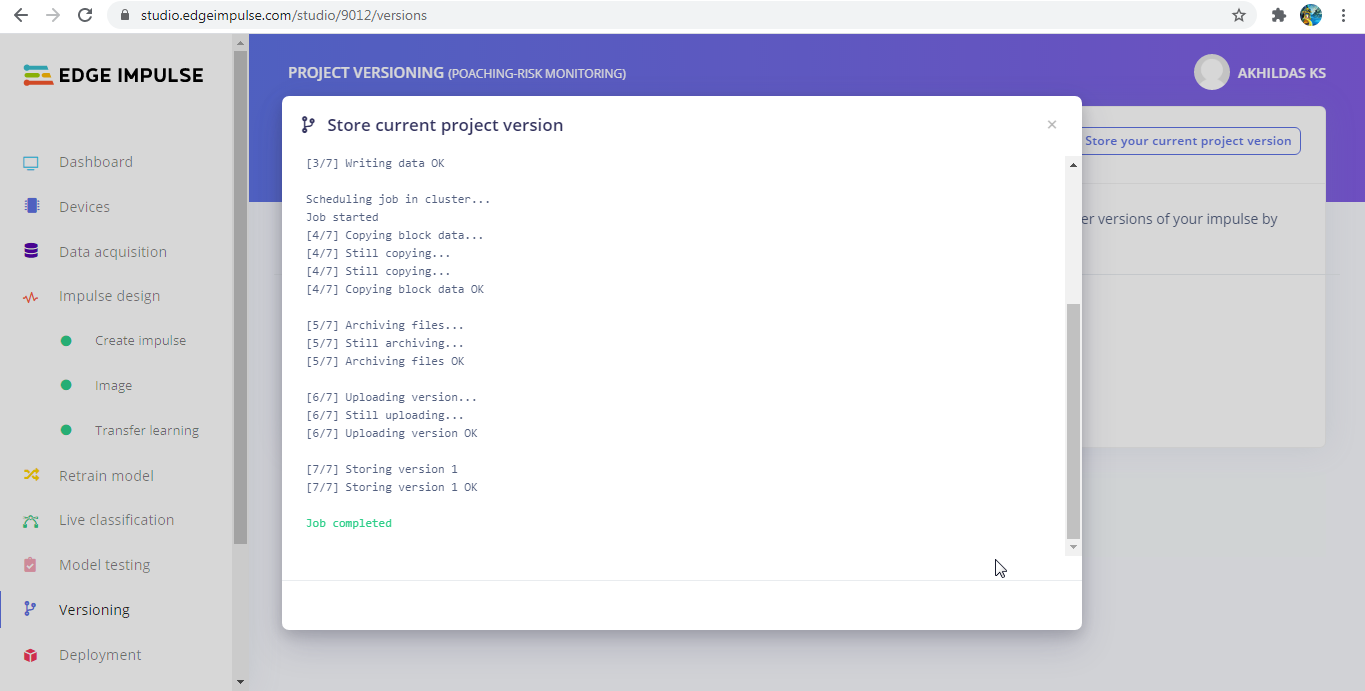 studio.edgeimpulse.com/studio/9012/versions
EDGE IMPULSE
Dashboard
Devices
Data acquisition
Impulse design
Create impulse
Image
Transfer learning
Retrain model
Live classification
Model testing
Versioning
Deployment
PROJECT VERSIONING (POACHING-RISK MONITORING)
AKHILDAS KS
Store your current project version
er versions of your impulse by
Store current project version
×
[3/7] Writing data OK
Scheduling job in cluster...
Job started
[4/7] Copying block data...
[4/7] Still copying...
[4/7] Still copying...
[4/7] Copying block data OK
[5/7] Archiving files...
[5/7] Still archiving...
[5/7] Archiving files OK
[6/7] Uploading version...
[6/7] Still uploading...
[6/7] Uploading version OK
[7/7] Storing version 1
[7/7] Storing version 1 OK
Job completed